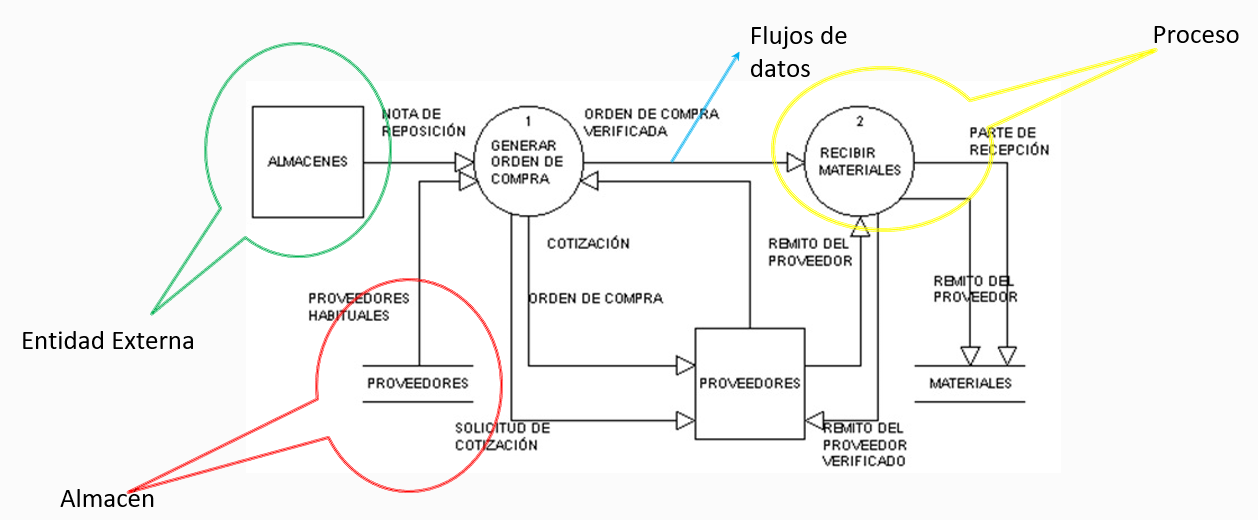 Flujos de
datos
Proceso
NOTA DE
REPOSICIÓN
1
GENERAR
ORDEN DE
COMPRA
ORDEN DE COMPRA
VERIFICADA
2
RECIBIR
MATERIALES
PARTE DE
RECEPCIÓN
ALMACENES
COTIZACIÓN
REMITO DEL
PROVEEDOR
REMITO DEL
PROVEEDOR
PROVEEDORES
HABITUALES
ORDEN DE COMPRA
Entidad Externa
PROVEEDORES
PROVEEDORES
MATERIALES
SOLICITUD DE
COTIZACIÓN
REMITO DEL
PROVEEDOR
VERIFICADO
Almacén